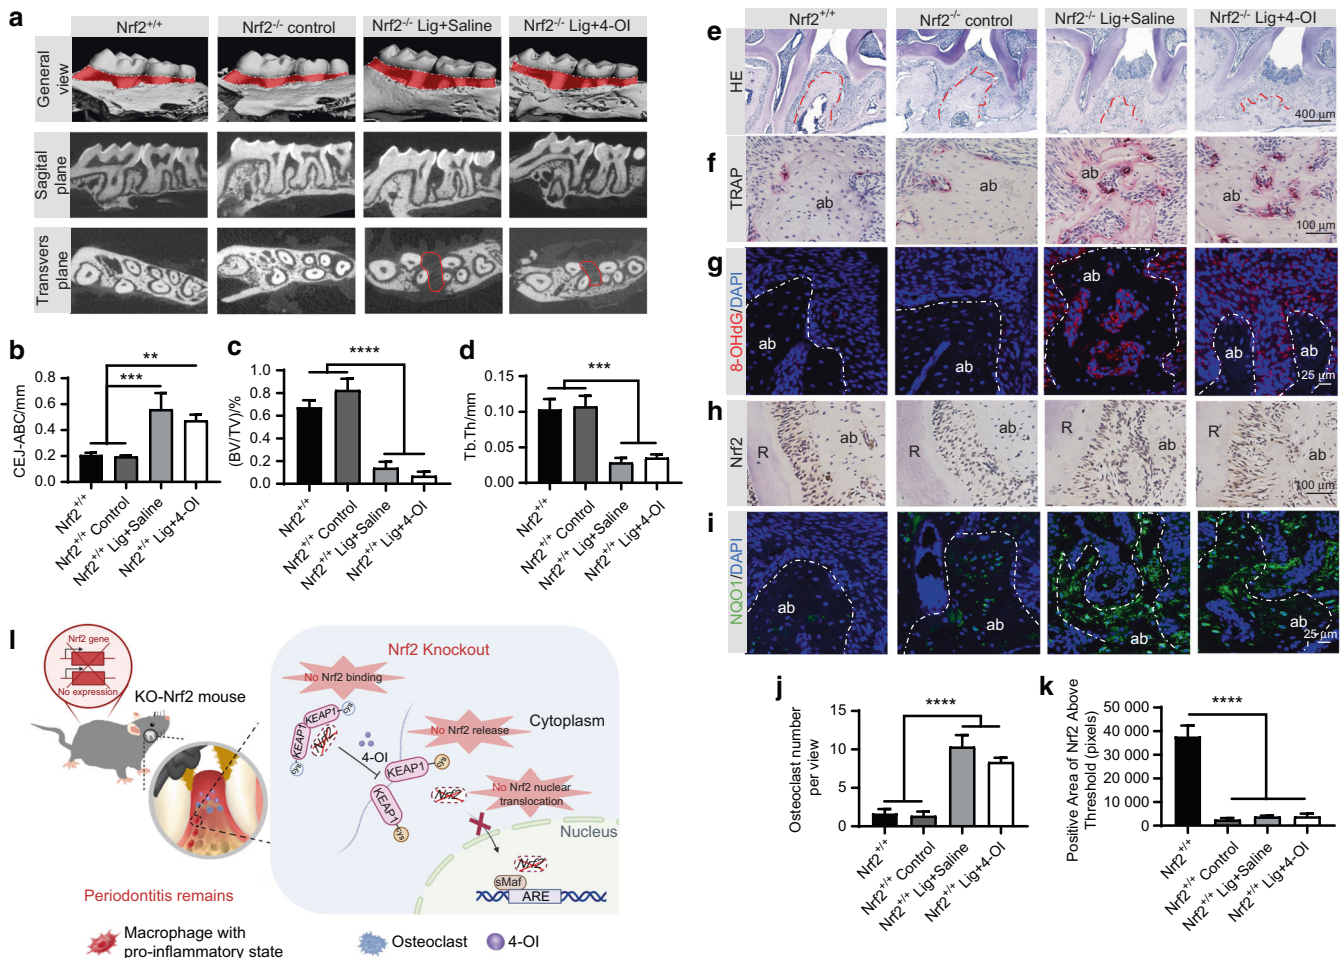 a
Nrf2+/+
Nrf2-/- control
Nrf2-/- Lig+Saline
Nrf2-/- Lig+4-OI
General
view
Sagital
plane
Transvers
plane
b
CEJ-ABC/mm
0.8
0.6
0.4
0.2
0.0
***
**
Nrf2+/+
Nrf2+/+ Control
Nrf2+/+ Lig+Saline
Nrf2+/+ Lig+4-OI
c
(BV/TV)/%
1.0
0.8
0.6
0.4
0.2
0.0
****
Nrf2+/+
Nrf2+/+ Control
Nrf2+/+ Lig+Saline
Nrf2+/+ Lig+4-OI
d
Tb.Th/mm
0.15
0.10
0.05
0.00
***
Nrf2+/+
Nrf2+/+ Control
Nrf2+/+ Lig+Saline
Nrf2+/+ Lig+4-OI
Nrf2+/+
Nrf2-/- control
Nrf2-/- Lig+Saline
Nrf2-/- Lig+4-OI
e
HE
400 μm
f
TRAP
ab
ab
ab
ab
100 μm
g
8-OHdG/DAPI
ab
ab
ab
ab
ab
25 μm
h
Nrf2
R
ab
R
ab
R
ab
R
ab
100 μm
i
NQO1/DAPI
ab
ab
ab
ab
25 μm
j
Osteoclast number
per view
15
10
5
0
****
Nrf2+/+
Nrf2+/+ Control
Nrf2+/+ Lig+Saline
Nrf2+/+ Lig+4-OI
k
Positive Area of Nrf2 Above
Threshold (pixels)
50 000
40 000
30 000
20 000
10 000
0
****
Nrf2+/+
Nrf2+/+ Control
Nrf2+/+ Lig+Saline
Nrf2+/+ Lig+4-OI
l
Nrf2 gene
No expression
KO-Nrf2 mouse
Periodontitis remains
Nrf2 Knockout
No Nrf2 binding
KEAP1
KEAP1
cys
cys
Nrf2
4-OI
Cytoplasm
No Nrf2 release
KEAP1
cys
KEAP1
cys
Nrf2
No Nrf2 nuclear
translocation
Nucleus
Nrf2
sMaf
ARE
Macrophage with
pro-inflammatory state
Osteoclast
4-OI